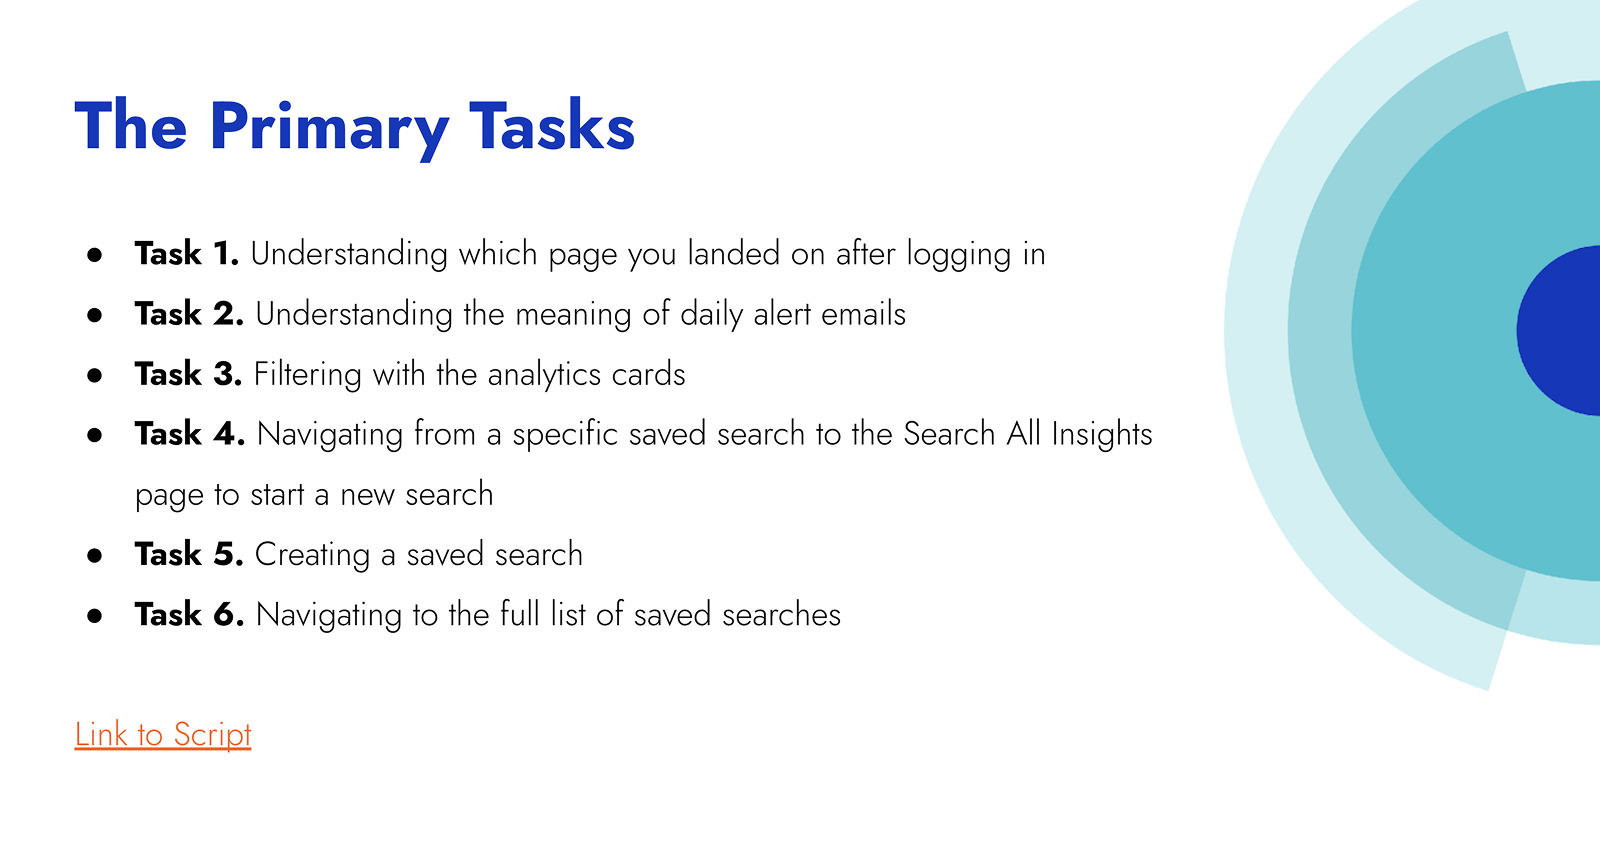 The Primary Tasks
● Task 1. Understanding which page you landed on after logging in
● Task 2. Understanding the meaning of daily alert emails
● Task 3. Filtering with the analytics cards
● Task 4. Navigating from a specific saved search to the Search All Insights
page to start a new search
● Task 5. Creating a saved search
● Task 6. Navigating to the full list of saved searches
Link to Script